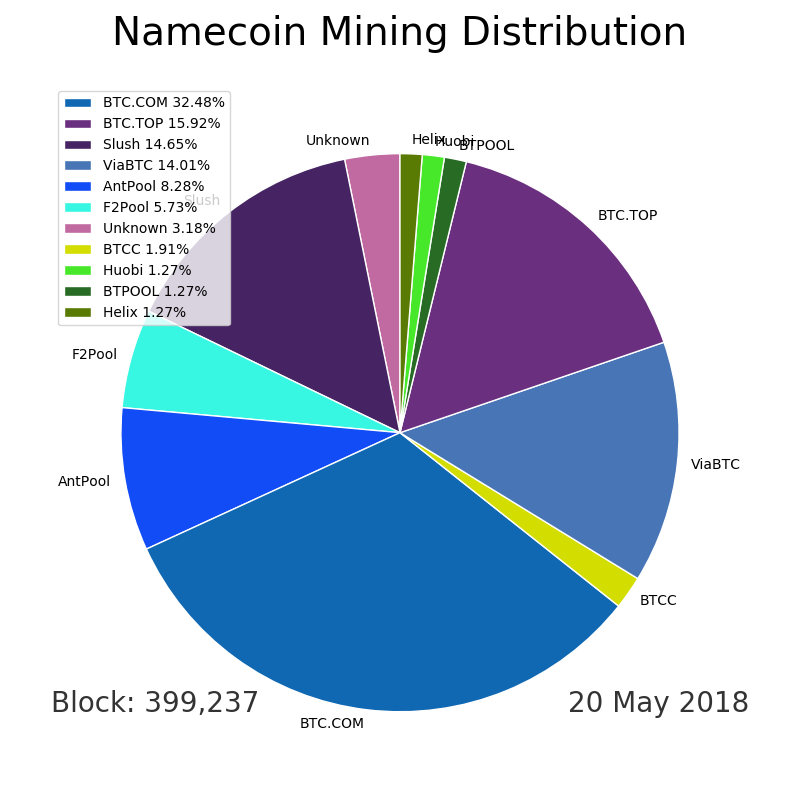 Namecoin Mining Distribution
BTC.COM 32.48%
BTC.TOP 15.92%
Slush 14.65%
ViaBTC 14.01%
AntPool 8.28%
F2Pool 5.73%
Unknown 3.18%
BTCC 1.91%
Huobi 1.27%
BTPOOL 1.27%
Helix 1.27%
Unknown
Helix
Huobi
BTPOOL
Slush
BTC.TOP
F2Pool
ViaBTC
AntPool
BTCC
Block: 399,237
20 May 2018
BTC.COM